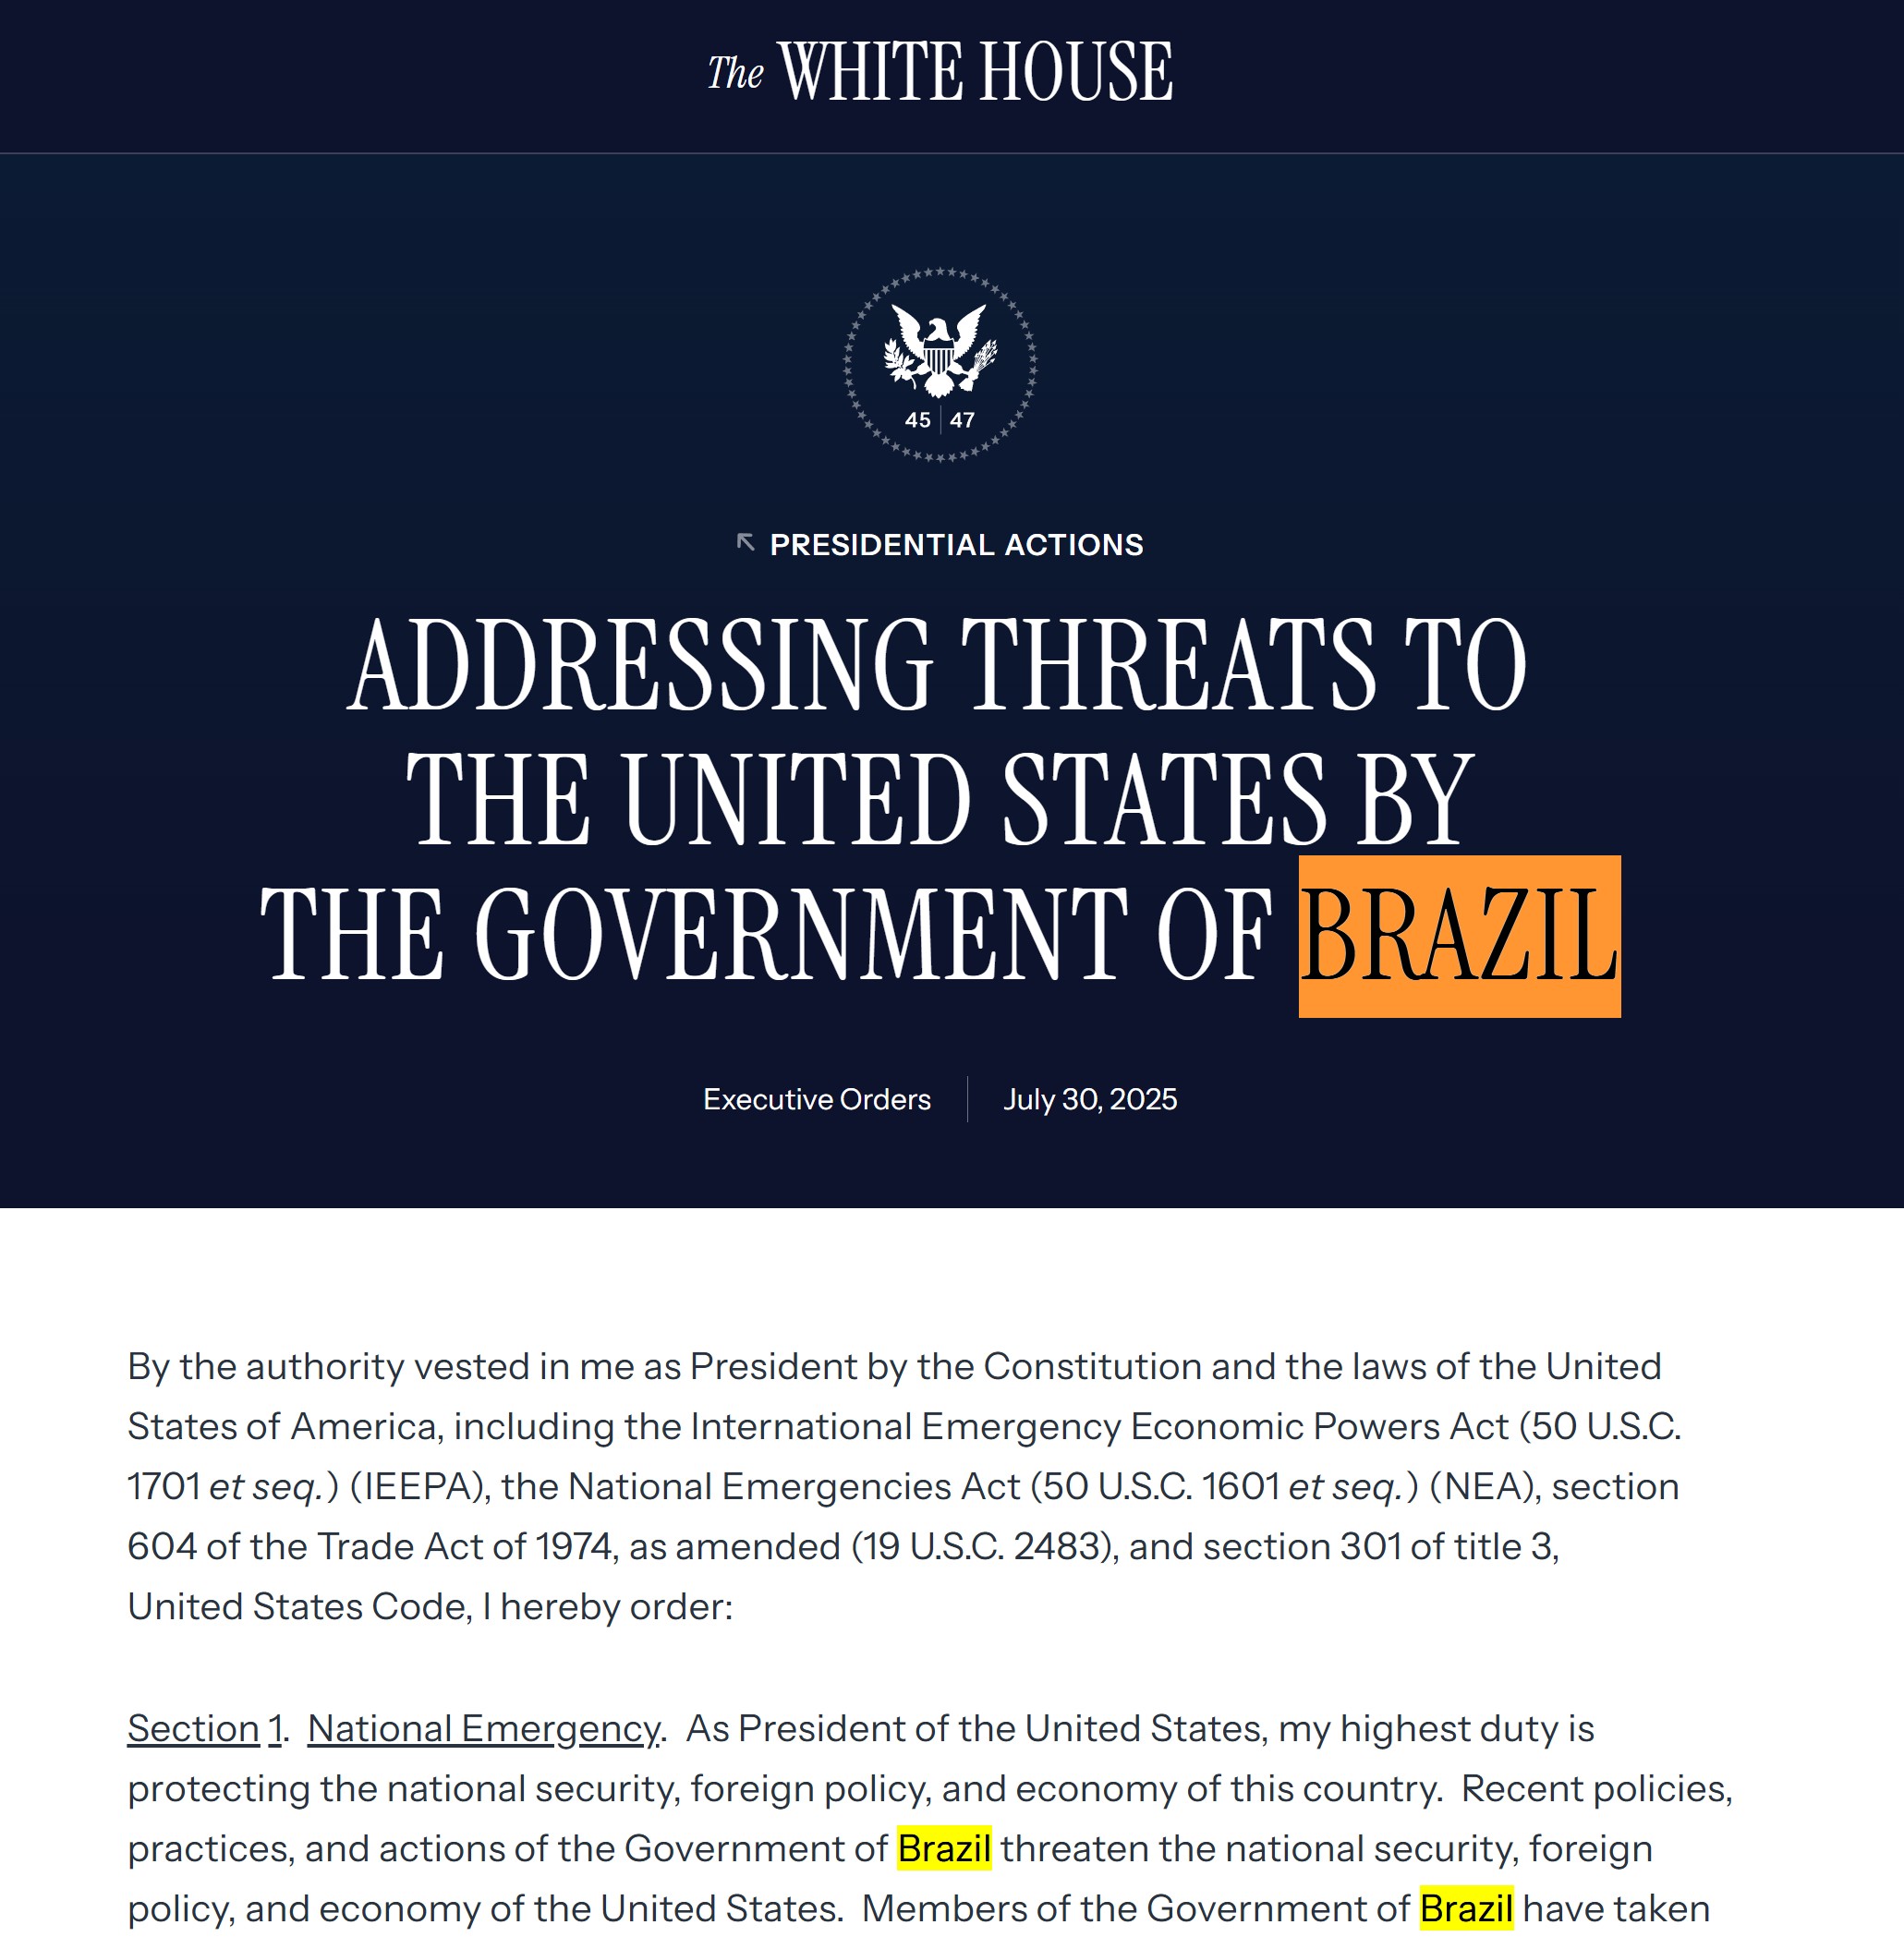 The WHITE HOUSE
45 | 47
PRESIDENTIAL ACTIONS
ADDRESSING THREATS TO
THE UNITED STATES BY
THE GOVERNMENT OF BRAZIL
Executive Orders | July 30, 2025
By the authority vested in me as President by the Constitution and the laws of the United
States of America, including the International Emergency Economic Powers Act (50 U.S.C.
1701 et seq.) (IEEPA), the National Emergencies Act (50 U.S.C. 1601 et seq.) (NEA), section
604 of the Trade Act of 1974, as amended (19 U.S.C. 2483), and section 301 of title 3,
United States Code, I hereby order:
Section 1.  National Emergency.  As President of the United States, my highest duty is
protecting the national security, foreign policy, and economy of this country.  Recent policies,
practices, and actions of the Government of Brazil threaten the national security, foreign
policy, and economy of the United States.  Members of the Government of Brazil have taken